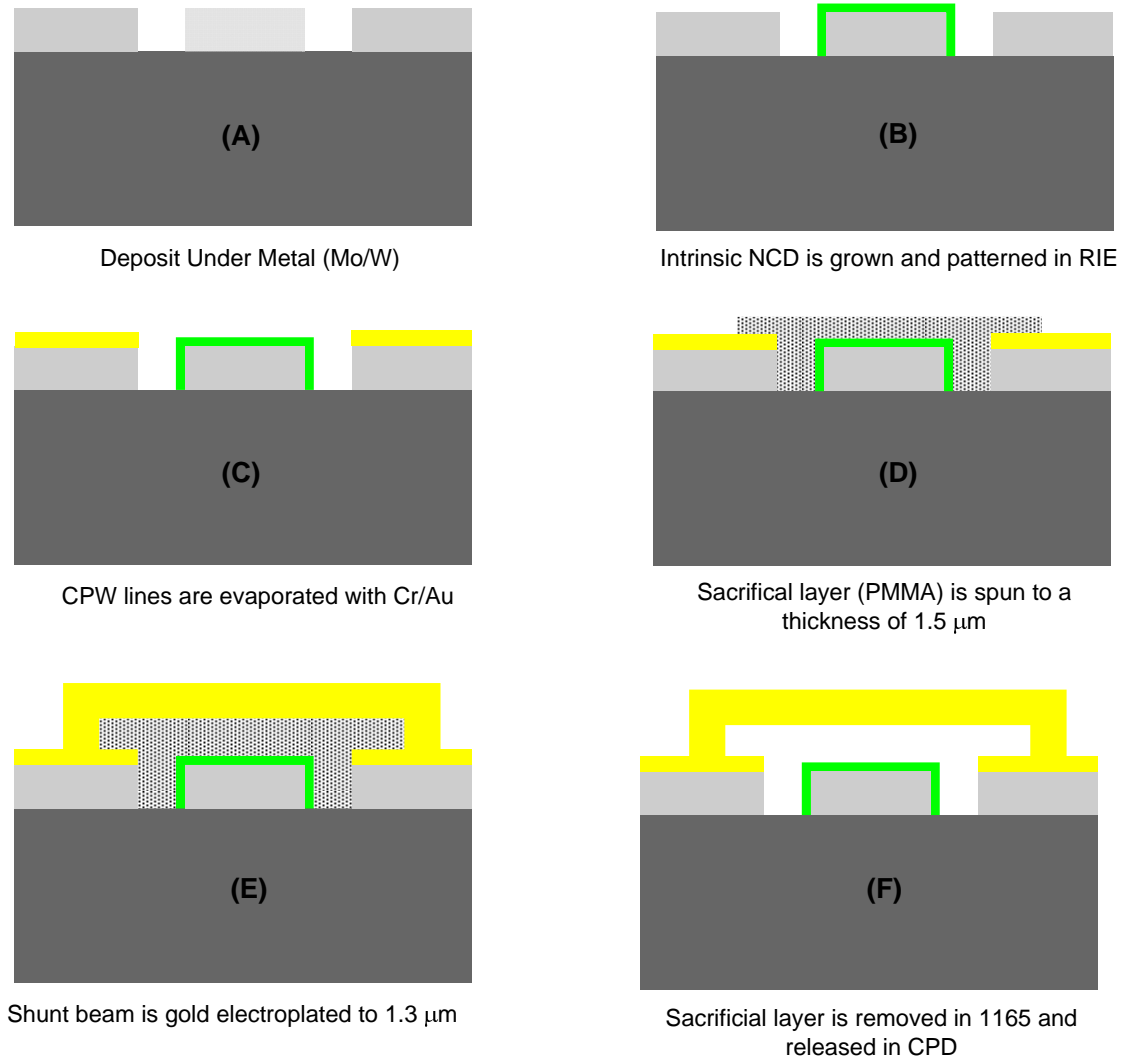 (A)
(B)
Deposit Under Metal (Mo/W)
Intrinsic NCD is grown and patterned in RIE
(C)
(D)
CPW lines are evaporated with Cr/Au
Sacrifical layer (PMMA) is spun to a
thickness of 1.5 μm
(E)
(F)
Shunt beam is gold electroplated to 1.3 μm
Sacrificial layer is removed in 1165 and
released in CPD